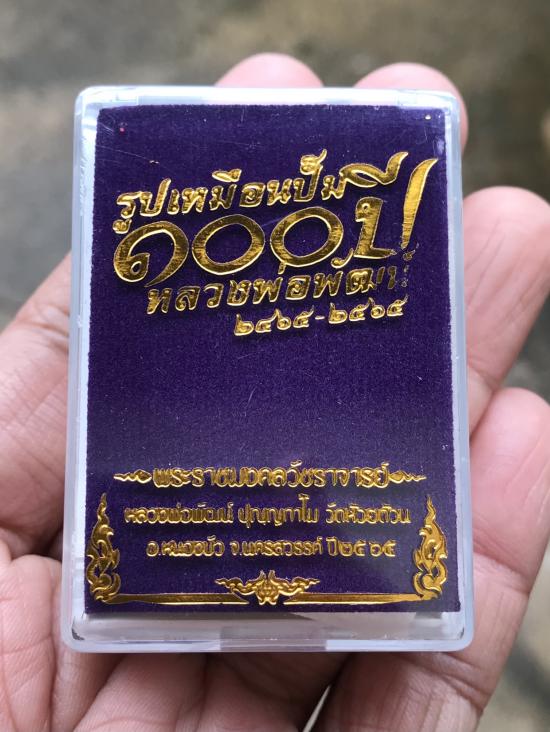 รูปเหมือนปั๊ม
๑๐๐ปี
หลวงพ่อพัฒน์
๒๔๖๕-๒๕๖๕
พระราชมงคลวัชราจารย์
หลวงพ่อพัฒน์ ปุญฺญกาโม วัดห้วยด้วน
อ.หนองบัว จ.นครสวรรค์ ปี๒๕๖๕